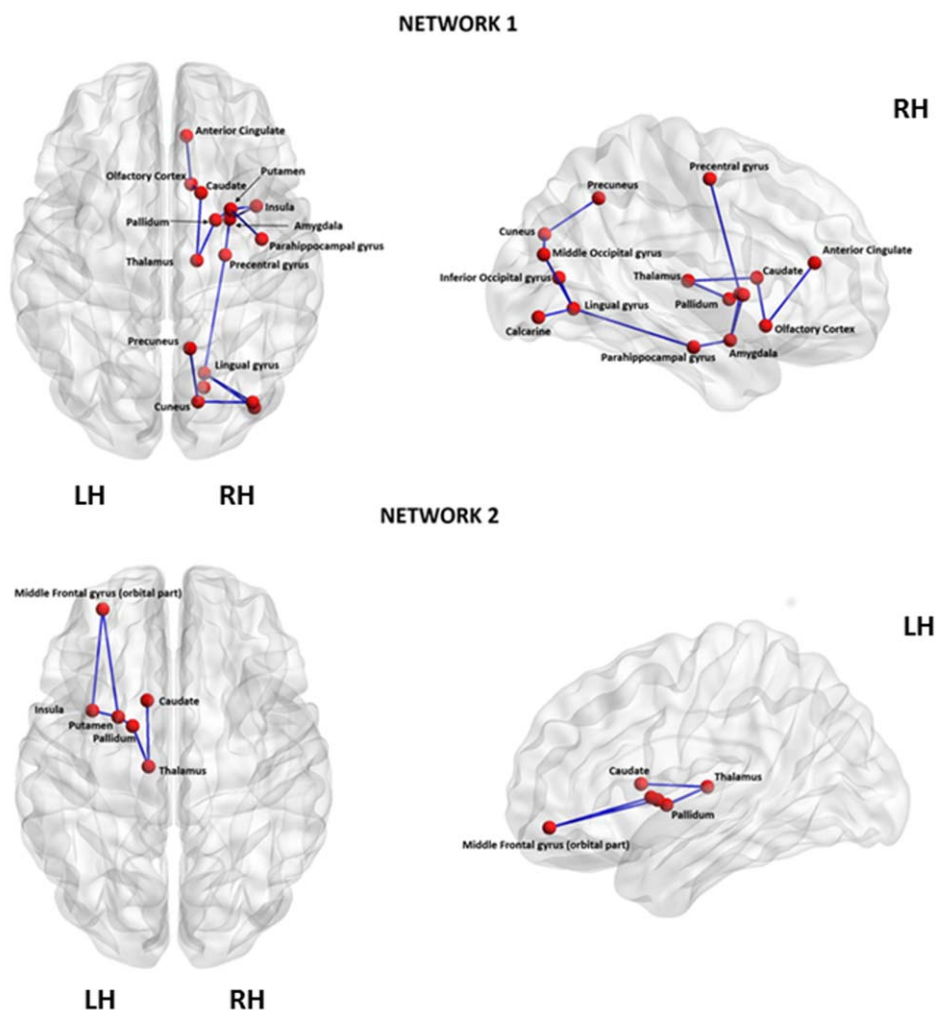 NETWORK 1
RH
Anterior Cingulate
Olfactory Cortex
Caudate
Putamen
Insula
Pallidum
Amygdala
Parahippocampal gyrus
Thalamus
Precentral gyrus
Precuneus
Lingual gyrus
Cuneus
LH
RH
Precentral gyrus
Precuneus
Cuneus
Middle Occipital gyrus
Anterior Cingulate
Inferior Occipital gyrus
Thalamus
Caudate
Pallidum
Lingual gyrus
Calcarine
Olfactory Cortex
Parahippocampal gyrus
Amygdala
NETWORK 2
Middle Frontal gyrus (orbital part)
Insula
Caudate
Putamen
Pallidum
Thalamus
LH
RH
LH
Caudate
Thalamus
Pallidum
Middle Frontal gyrus (orbital part)